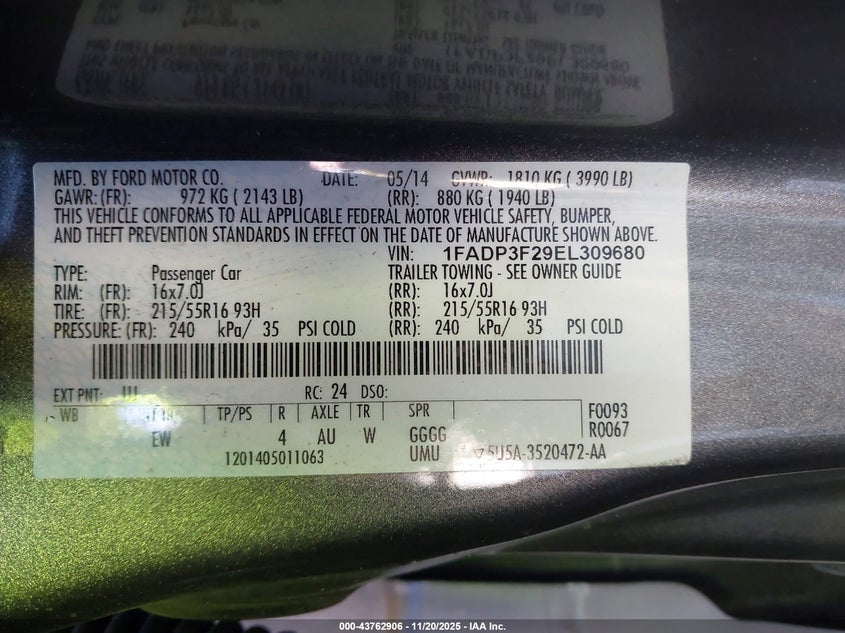 MFD. BY FORD MOTOR CO. DATE: 05/14 GVWR: 1810 KG ( 3990 LB)
GAWR: (FR): 972 KG ( 2143 LB) (RR): 880 KG ( 1940 LB)
THIS VEHICLE CONFORMS TO ALL APPLICABLE FEDERAL MOTOR VEHICLE SAFETY, BUMPER,
AND THEFT PREVENTION STANDARDS IN EFFECT ON THE DATE OF MANUFACTURE SHOWN ABOVE.
VIN: 1FADP3F29EL309680
TYPE: Passenger Car TRAILER TOWING - SEE OWNER GUIDE
RIM: (FR): 16x7.0J (RR): 16x7.0J
TIRE: (FR): 215/55R16 93H (RR): 215/55R16 93H
PRESSURE: (FR): 240 kPa/ 35 PSI COLD (RR): 240 kPa/ 35 PSI COLD
EXT PNT: RC: 24 DSO:
WB TP/PS R AXLE TR SPR F0093
EW 4 AU W GGGG R0067
1201405011063 UMU 5U5A-3520472-AA
000-43762906 - 11/20/2025 - IAA Inc.